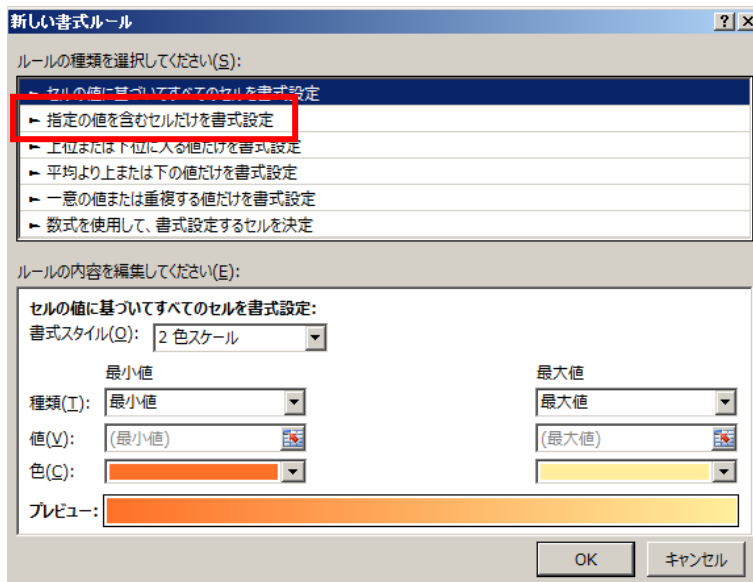 新しい書式ルール
ルールの種類を選択してください(S):
► セルの値に基づいてすべてのセルを書式設定
► 指定の値を含むセルだけを書式設定
► 上位または下位に入る値だけを書式設定
► 平均より上または下の値だけを書式設定
► 一意の値または重複する値だけを書式設定
► 数式を使用して、書式設定するセルを決定
ルールの内容を編集してください(E):
セルの値に基づいてすべてのセルを書式設定:
書式スタイル(O): 2 色スケール
最小値 最大値
種類(T): 最小値 最大値
値(V): (最小値) (最大値)
色(C):
プレビュー:
OK キャンセル